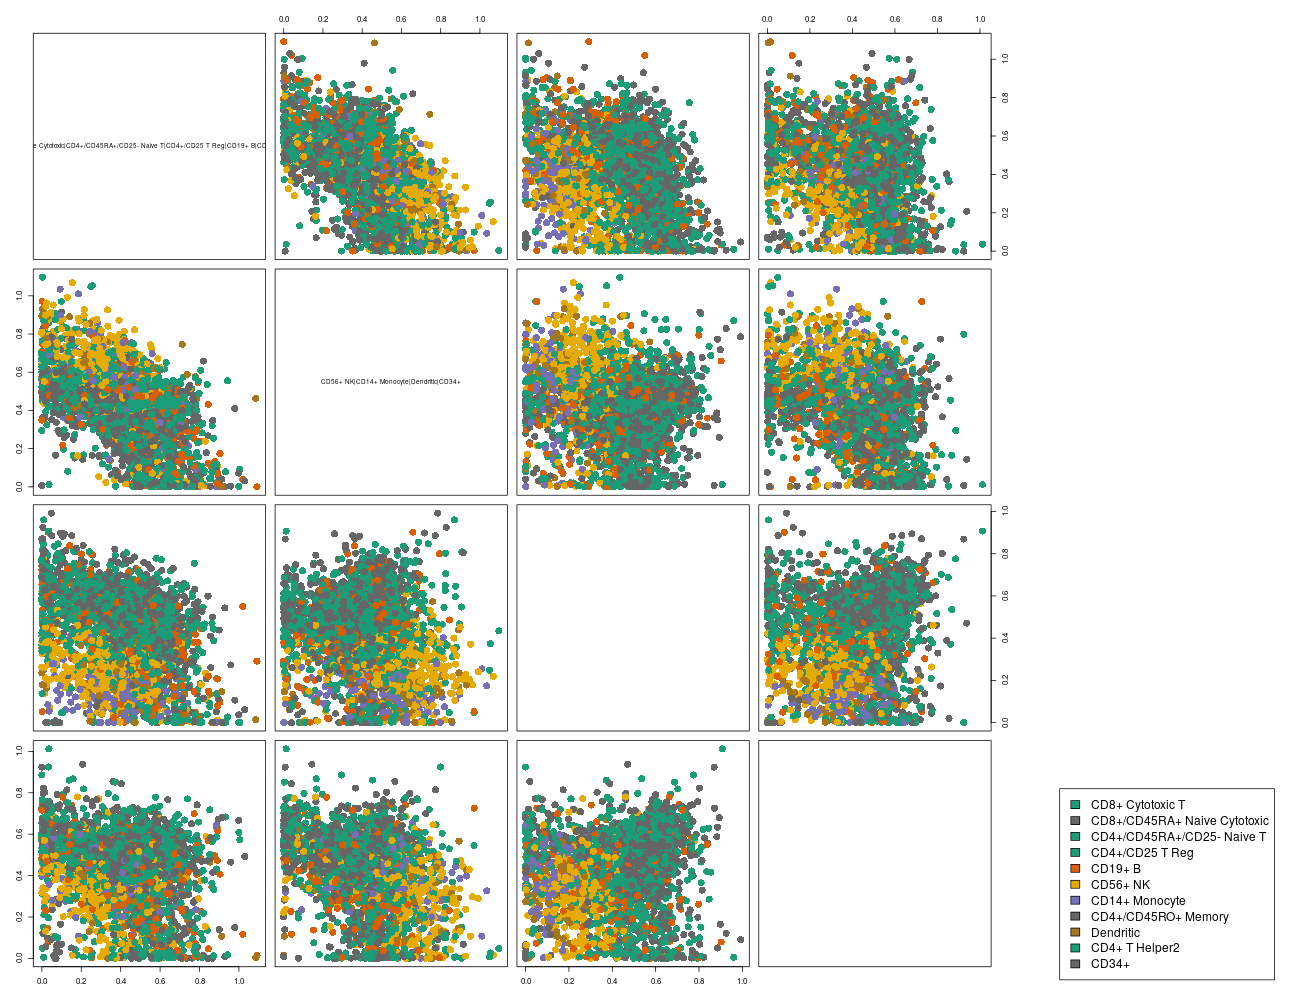 0.0 0.2 0.4 0.6 0.8 1.0
0.0 0.2 0.4 0.6 0.8 1.0
e Cytotoxic|CD4+/CD45RA+/CD25- Naive T|CD4+/CD25 T Reg|CD19+ B|CD
1.0
0.8
0.6
0.4
0.2
0.0
1.0
0.8
0.6
0.4
0.2
0.0
CD56+ NK|CD14+ Monocyte|Dendritic|CD34+
1.0
0.8
0.6
0.4
0.2
0.0
1.0
0.8
0.6
0.4
0.2
0.0
0.0 0.2 0.4 0.6 0.8 1.0
0.0 0.2 0.4 0.6 0.8 1.0
CD8+ Cytotoxic T
CD8+/CD45RA+ Naive Cytotoxic
CD4+/CD45RA+/CD25- Naive T
CD4+/CD25 T Reg
CD19+ B
CD56+ NK
CD14+ Monocyte
CD4+/CD45RO+ Memory
Dendritic
CD4+ T Helper2
CD34+